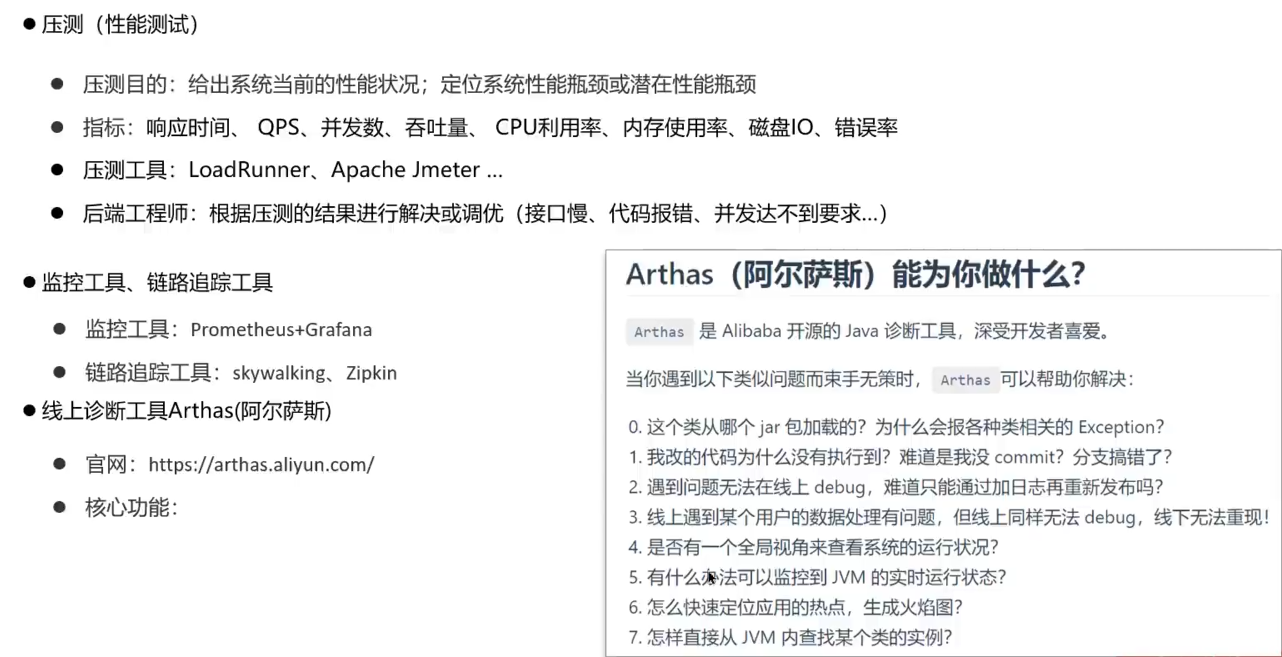 ● 压测（性能测试）
● 压测目的：给出系统当前的性能状况；定位系统性能瓶颈或潜在性能瓶颈
● 指标：响应时间、 QPS、并发数、吞吐量、 CPU利用率、内存使用率、磁盘IO、错误率
● 压测工具：LoadRunner、Apache Jmeter ...
● 后端工程师：根据压测的结果进行解决或调优（接口慢、代码报错、并发达不到要求...）
● 监控工具、链路追踪工具
● 监控工具：Prometheus+Grafana
● 链路追踪工具：skywalking、Zipkin
● 线上诊断工具Arthas(阿尔萨斯)
● 官网：https://arthas.aliyun.com/
● 核心功能：
Arthas（阿尔萨斯）能为你做什么？
Arthas 是 Alibaba 开源的 Java 诊断工具，深受开发者喜爱。
当你遇到以下类似问题而束手无策时， Arthas 可以帮助你解决：
0. 这个类从哪个 jar 包加载的？为什么会报各种类相关的 Exception？
1. 我改的代码为什么没有执行到？难道是我没 commit？分支搞错了？
2. 遇到问题无法在线上 debug，难道只能通过加日志再重新发布吗？
3. 线上遇到某个用户的数据处理有问题，但线上同样无法 debug，线下无法重现！
4. 是否有一个全局视角来查看系统的运行状况？
5. 有什么办法可以监控到 JVM 的实时运行状态？
6. 怎么快速定位应用的热点，生成火焰图？
7. 怎样直接从 JVM 内查找某个类的实例？